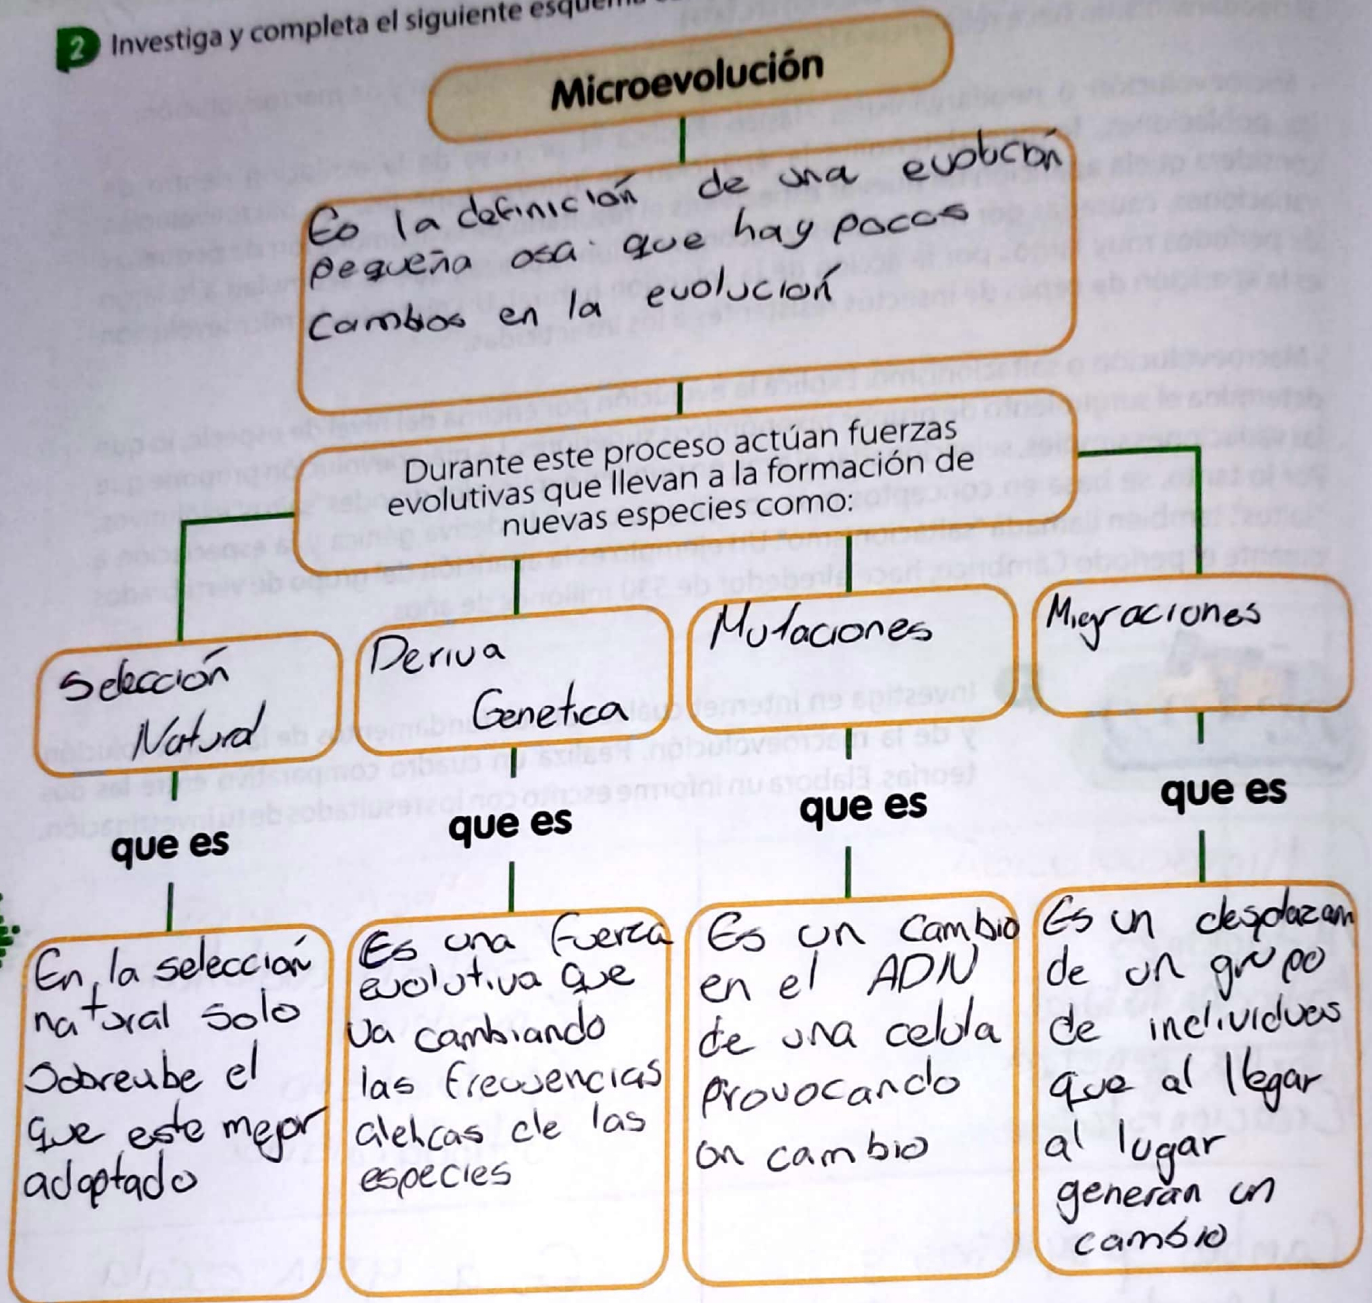 2 Investiga y completa el siguiente
Microevolución
Es la definición de una evolción
pequeña osa que hay pocos
cambios en la evolución
Durante este proceso actúan fuerzas
evolutivas que llevan a la formación de
nuevas especies como:
Selección
Natural
Deriva
Genetica
Mutaciones
Migraciones
que es
que es
que es
que es
En la selección
natural solo
Sobreube el
que este mejor
adaptado
Es una fuerza
evolutiva que
va cambiando
las frecuencias
alelicas de las
especies
Es un cambio
en el ADN
de una celula
provocando
un cambio
Es un desplazam
de un grupo
de individuos
que al llegar
al lugar
generan un
cambio